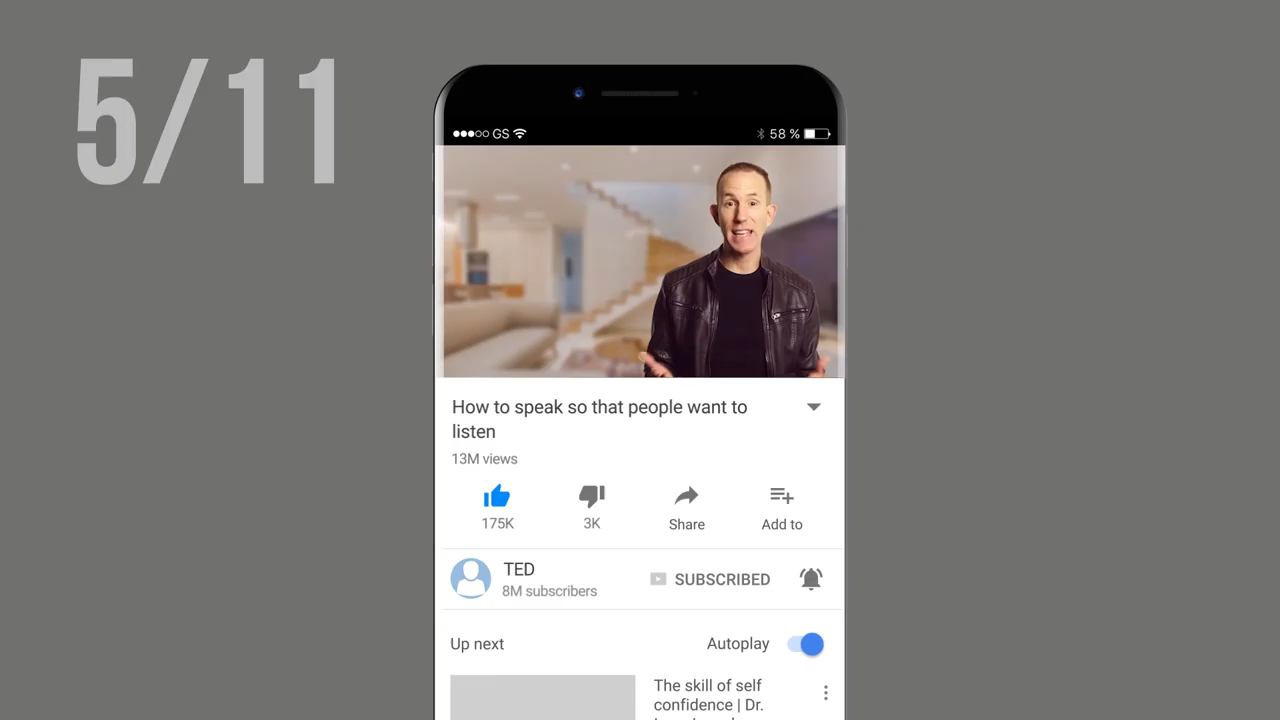 5/11
GS
58 %
How to speak so that people want to
listen
13M views
175K
3K
Share
Add to
TED
8M subscribers
SUBSCRIBED
Up next
Autoplay
The skill of self
confidence | Dr.